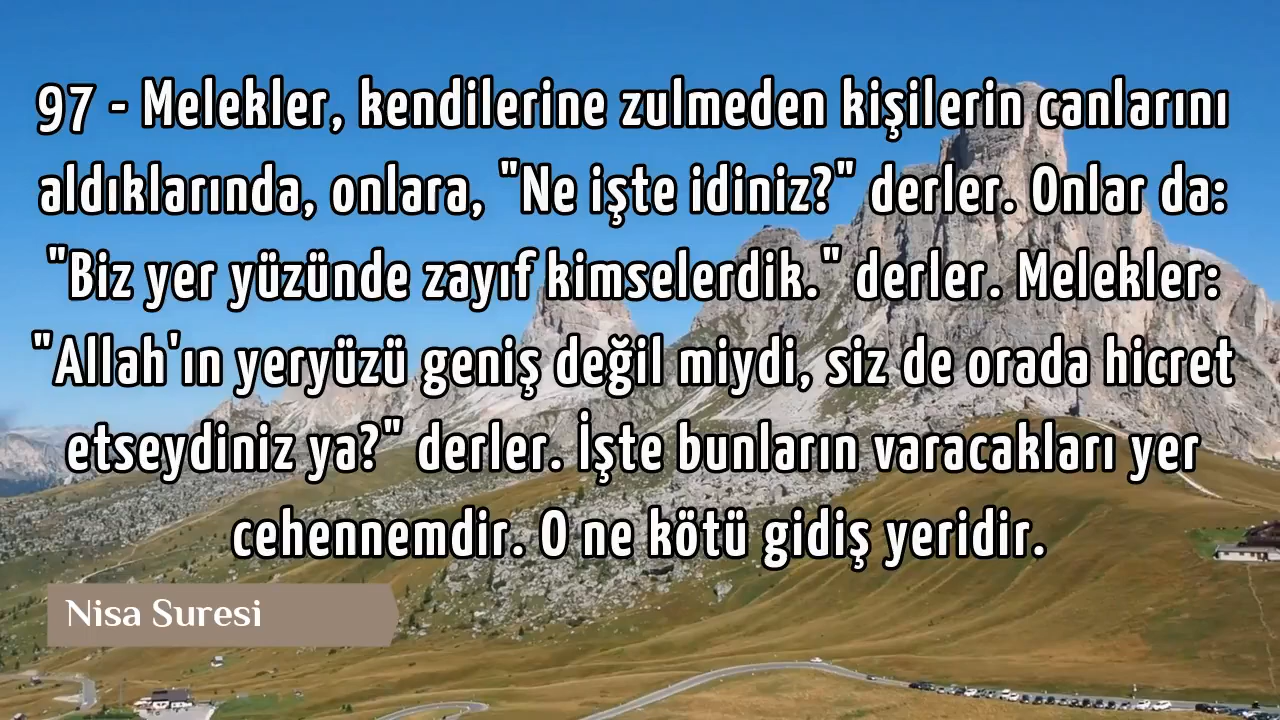 97 - Melekler, kendilerine zulmeden kişilerin canlarını
aldıklarında, onlara, "Ne işte idiniz?" derler. Onlar da:
"Biz yer yüzünde zayıf kimselerdik." derler. Melekler:
"Allah'ın yeryüzü geniş değil miydi, siz de orada hicret
etseydiniz ya?" derler. İşte bunların varacakları yer
cehennemdir. O ne kötü gidiş yeridir.
Nisa Suresi